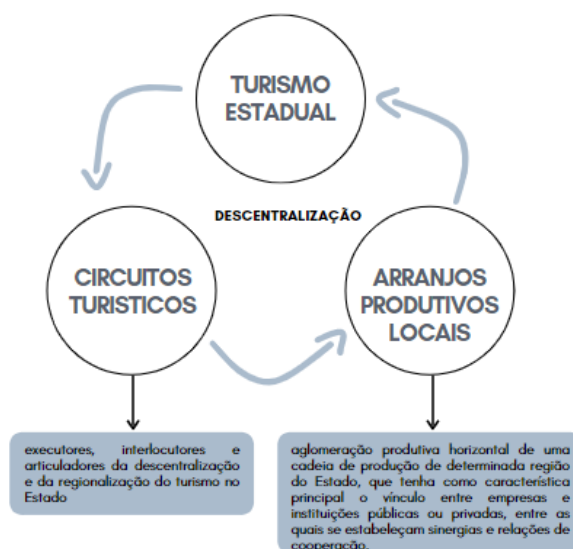 TURISMO
ESTADUAL
DESCENTRALIZAÇÃO
CIRCUITOS
TURISTICOS
ARRANJOS
PRODUTIVOS
LOCAIS
executores, interlocutores e
articuladores da descentralização
e da regionalização do turismo no
Estado
aglomeração produtiva horizontal de uma
cadeia de produção de determinada região
do Estado, que tenha como característica
principal o vínculo entre empresas e
instituições públicas ou privadas, entre as
quais se estabeleçam sinergias e relações de
cooperação.